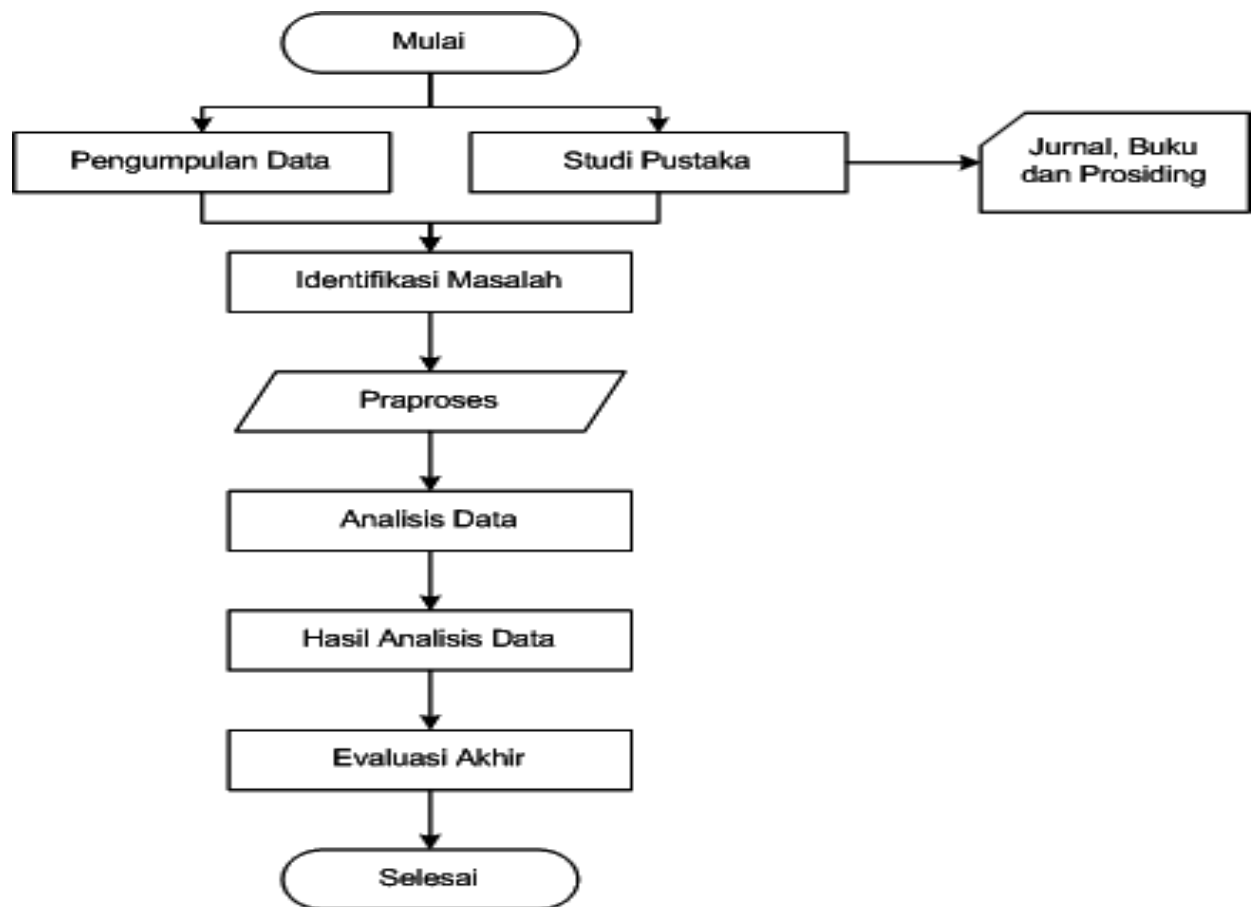 Mulai
Pengumpulan Data
Studi Pustaka
Jurnal, Buku
dan Prosiding
Identifikasi Masalah
Praproses
Analisis Data
Hasil Analisis Data
Evaluasi Akhir
Selesai